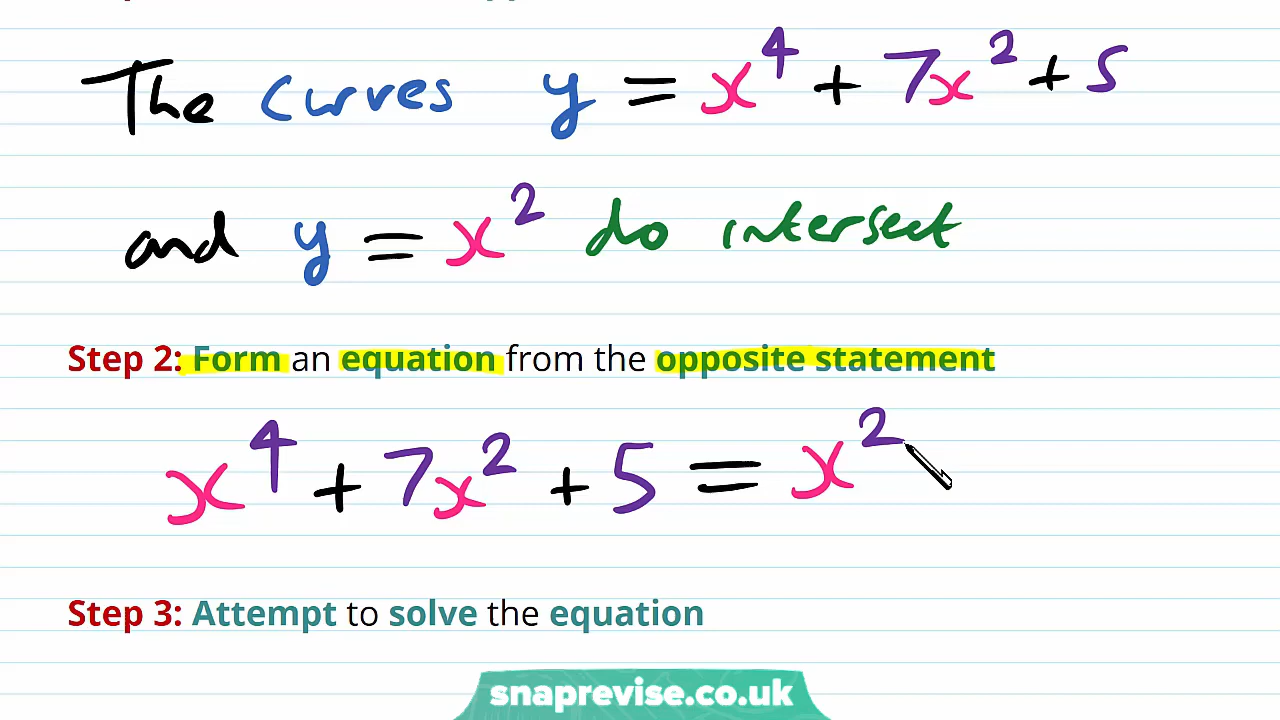 The curves y = x⁴ + 7x² + 5
and y = x² do intersect
Step 2: Form an equation from the opposite statement
x⁴ + 7x² + 5 = x²
Step 3: Attempt to solve the equation
snaprevise.co.uk